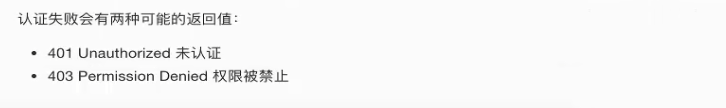 认证失败会有两种可能的返回值：
• 401 Unauthorized 未认证
• 403 Permission Denied 权限被禁止